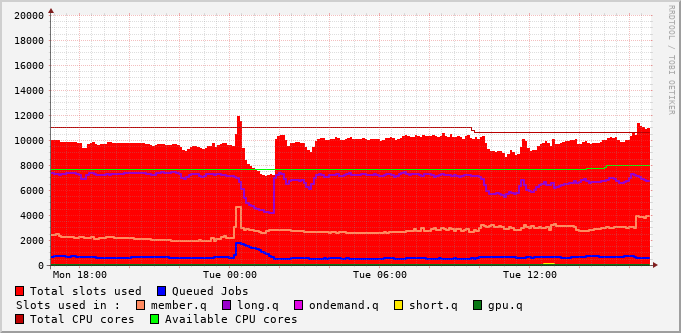 RRDTOOL / TOBI OETIKER
20000
18000
16000
14000
12000
10000
8000
6000
4000
2000
0
Mon 18:00 Tue 00:00 Tue 06:00 Tue 12:00
Total slots used Queued Jobs
Slots used in : member.q long.q ondemand.q short.q gpu.q
Total CPU cores Available CPU cores